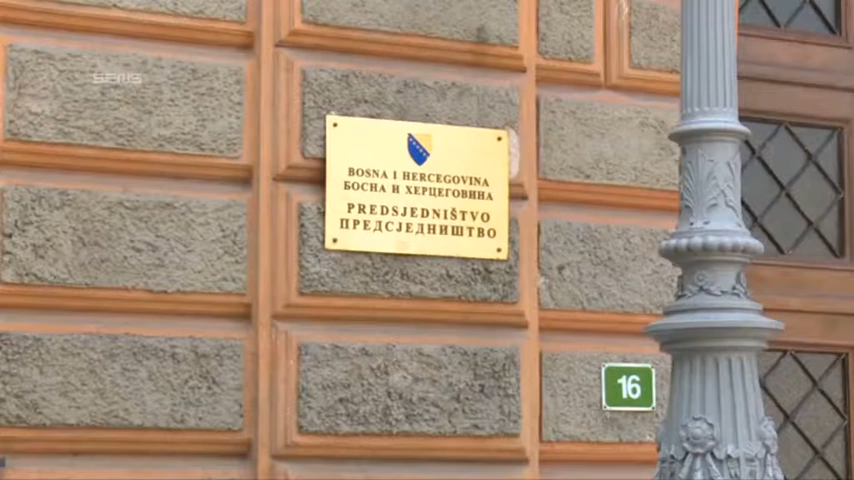 BOSNA I HERCEGOVINA
БОСНА И ХЕРЦЕГОВИНА
PREDSJEDNIŠTVO
ПРЕДСЈЕДНИШТВО
16